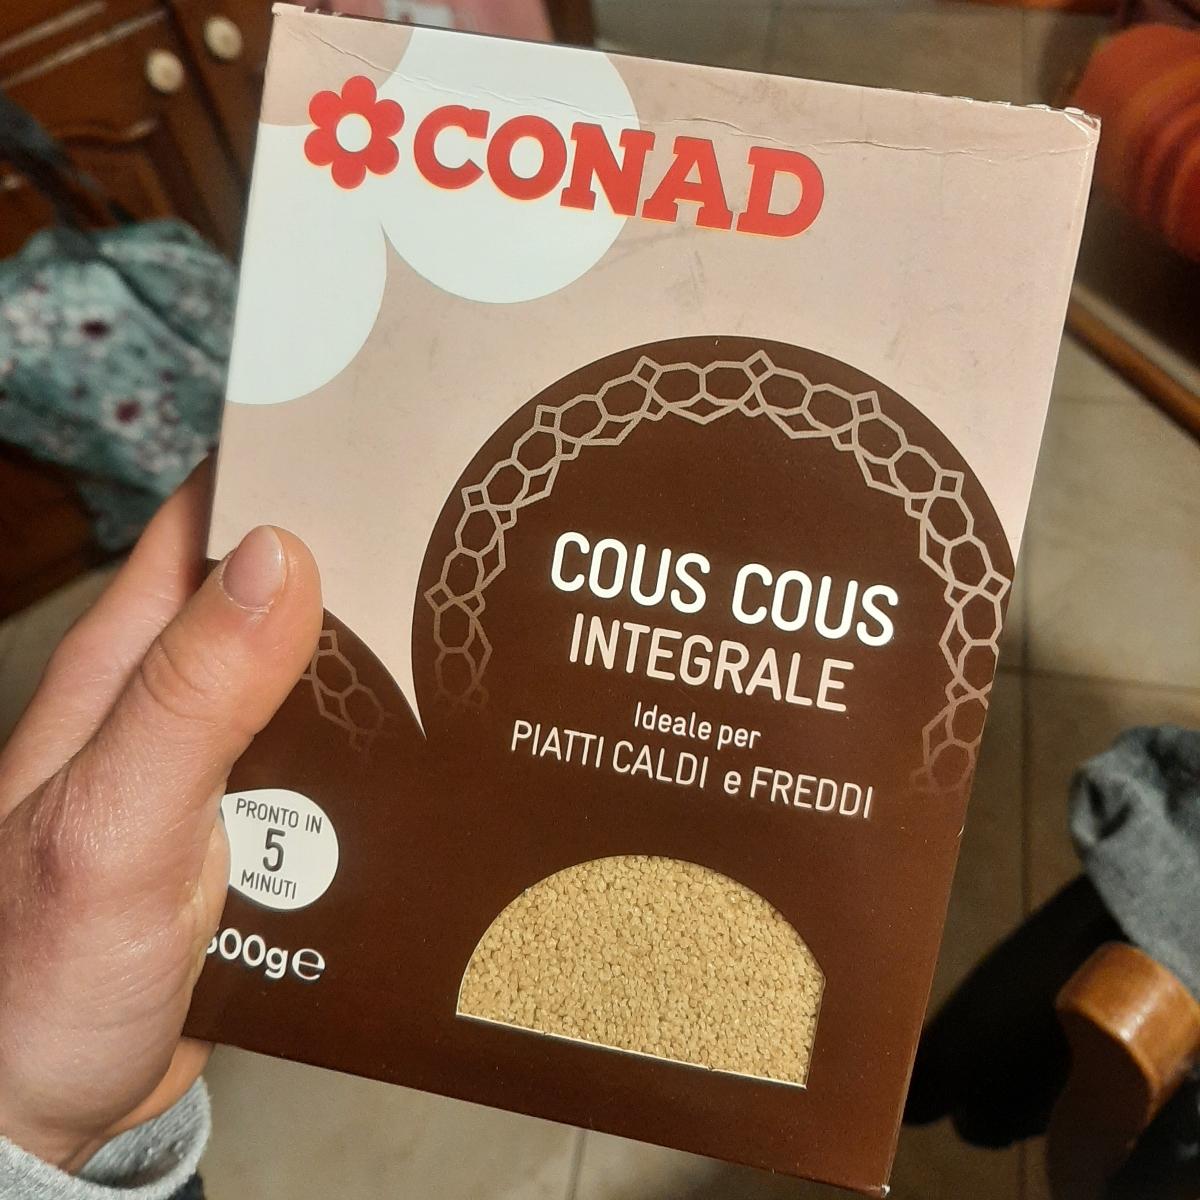 CONAD
COUS COUS
INTEGRALE
Ideale per
PIATTI CALDI e FREDDI
PRONTO IN
5
MINUTI